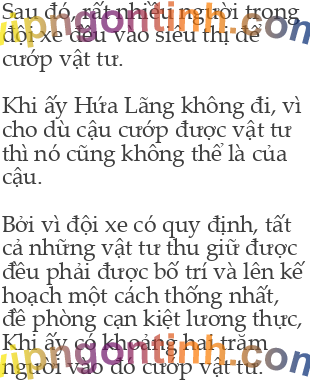 Sau đó, rất nhiều người trong
đội xe đều vào siêu thị để
cướp vật tư.
Khi ấy Hứa Lãng không đi, vì
cho dù cậu cướp được vật tư
thì nó cũng không thể là của
cậu.
Bởi vì đội xe có quy định, tất
cả những vật tư thu giữ được
đều phải được bố trí và lên kế
hoạch một cách thống nhất,
đề phòng cạn kiệt lương thực,
Khi ấy có khoảng hai trăm
người vào đó cướp vật tư.
vipngontinh.com
vipngontinh.com